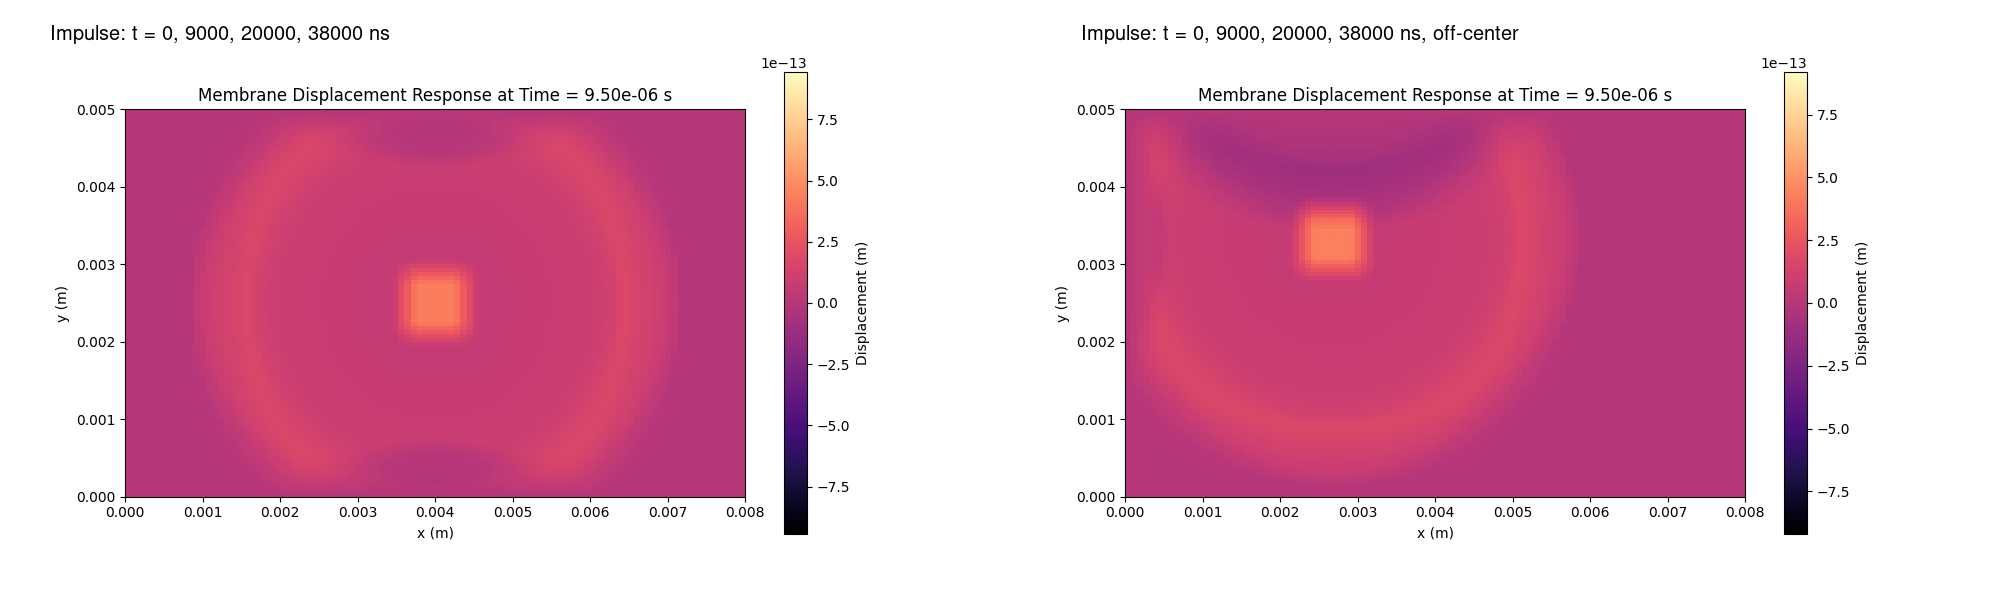 Impulse: t = 0, 9000, 20000, 38000 ns
1e−13
Membrane Displacement Response at Time = 9.50e-06 s
0.005
0.004
0.003
0.002
0.001
0.000
y (m)
0.000 0.001 0.002 0.003 0.004 0.005 0.006 0.007 0.008
x (m)
7.5
5.0
2.5
0.0
−2.5
−5.0
−7.5
Displacement (m)
Impulse: t = 0, 9000, 20000, 38000 ns, off-center
1e−13
Membrane Displacement Response at Time = 9.50e-06 s
0.005
0.004
0.003
0.002
0.001
0.000
y (m)
0.000 0.001 0.002 0.003 0.004 0.005 0.006 0.007 0.008
x (m)
7.5
5.0
2.5
0.0
−2.5
−5.0
−7.5
Displacement (m)